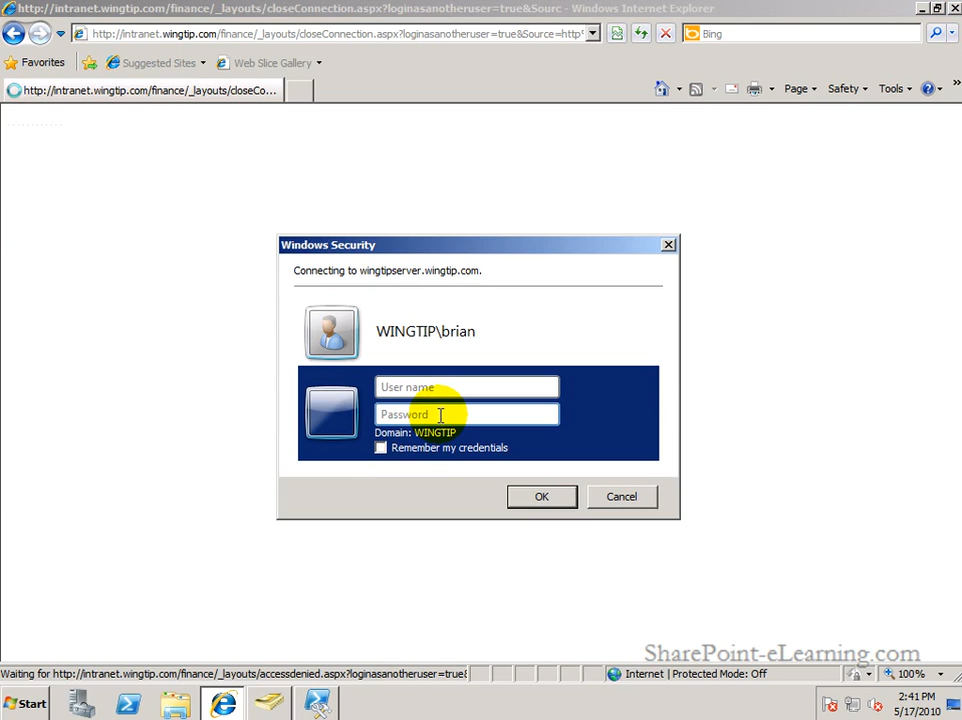 http://intranet.wingtip.com/finance/_layouts/closeConnection.aspx?loginasanotheruser=true&Sourc - Windows Internet Explorer
http://intranet.wingtip.com/finance/_layouts/closeConnection.aspx?loginasanotheruser=true&Source=http%
Bing
Favorites
Suggested Sites
Web Slice Gallery
http://intranet.wingtip.com/finance/_layouts/closeCo...
Page
Safety
Tools
»
Windows Security
Connecting to wingtipserver.wingtip.com.
WINGTIP\brian
User name
Password
Domain: WINGTIP
Remember my credentials
OK
Cancel
SharePoint-eLearning.com
Waiting for http://intranet.wingtip.com/finance/_layouts/accessdenied.aspx?loginasanotheruser=true&
Internet | Protected Mode: Off
100%
Start
2:41 PM
5/17/2010